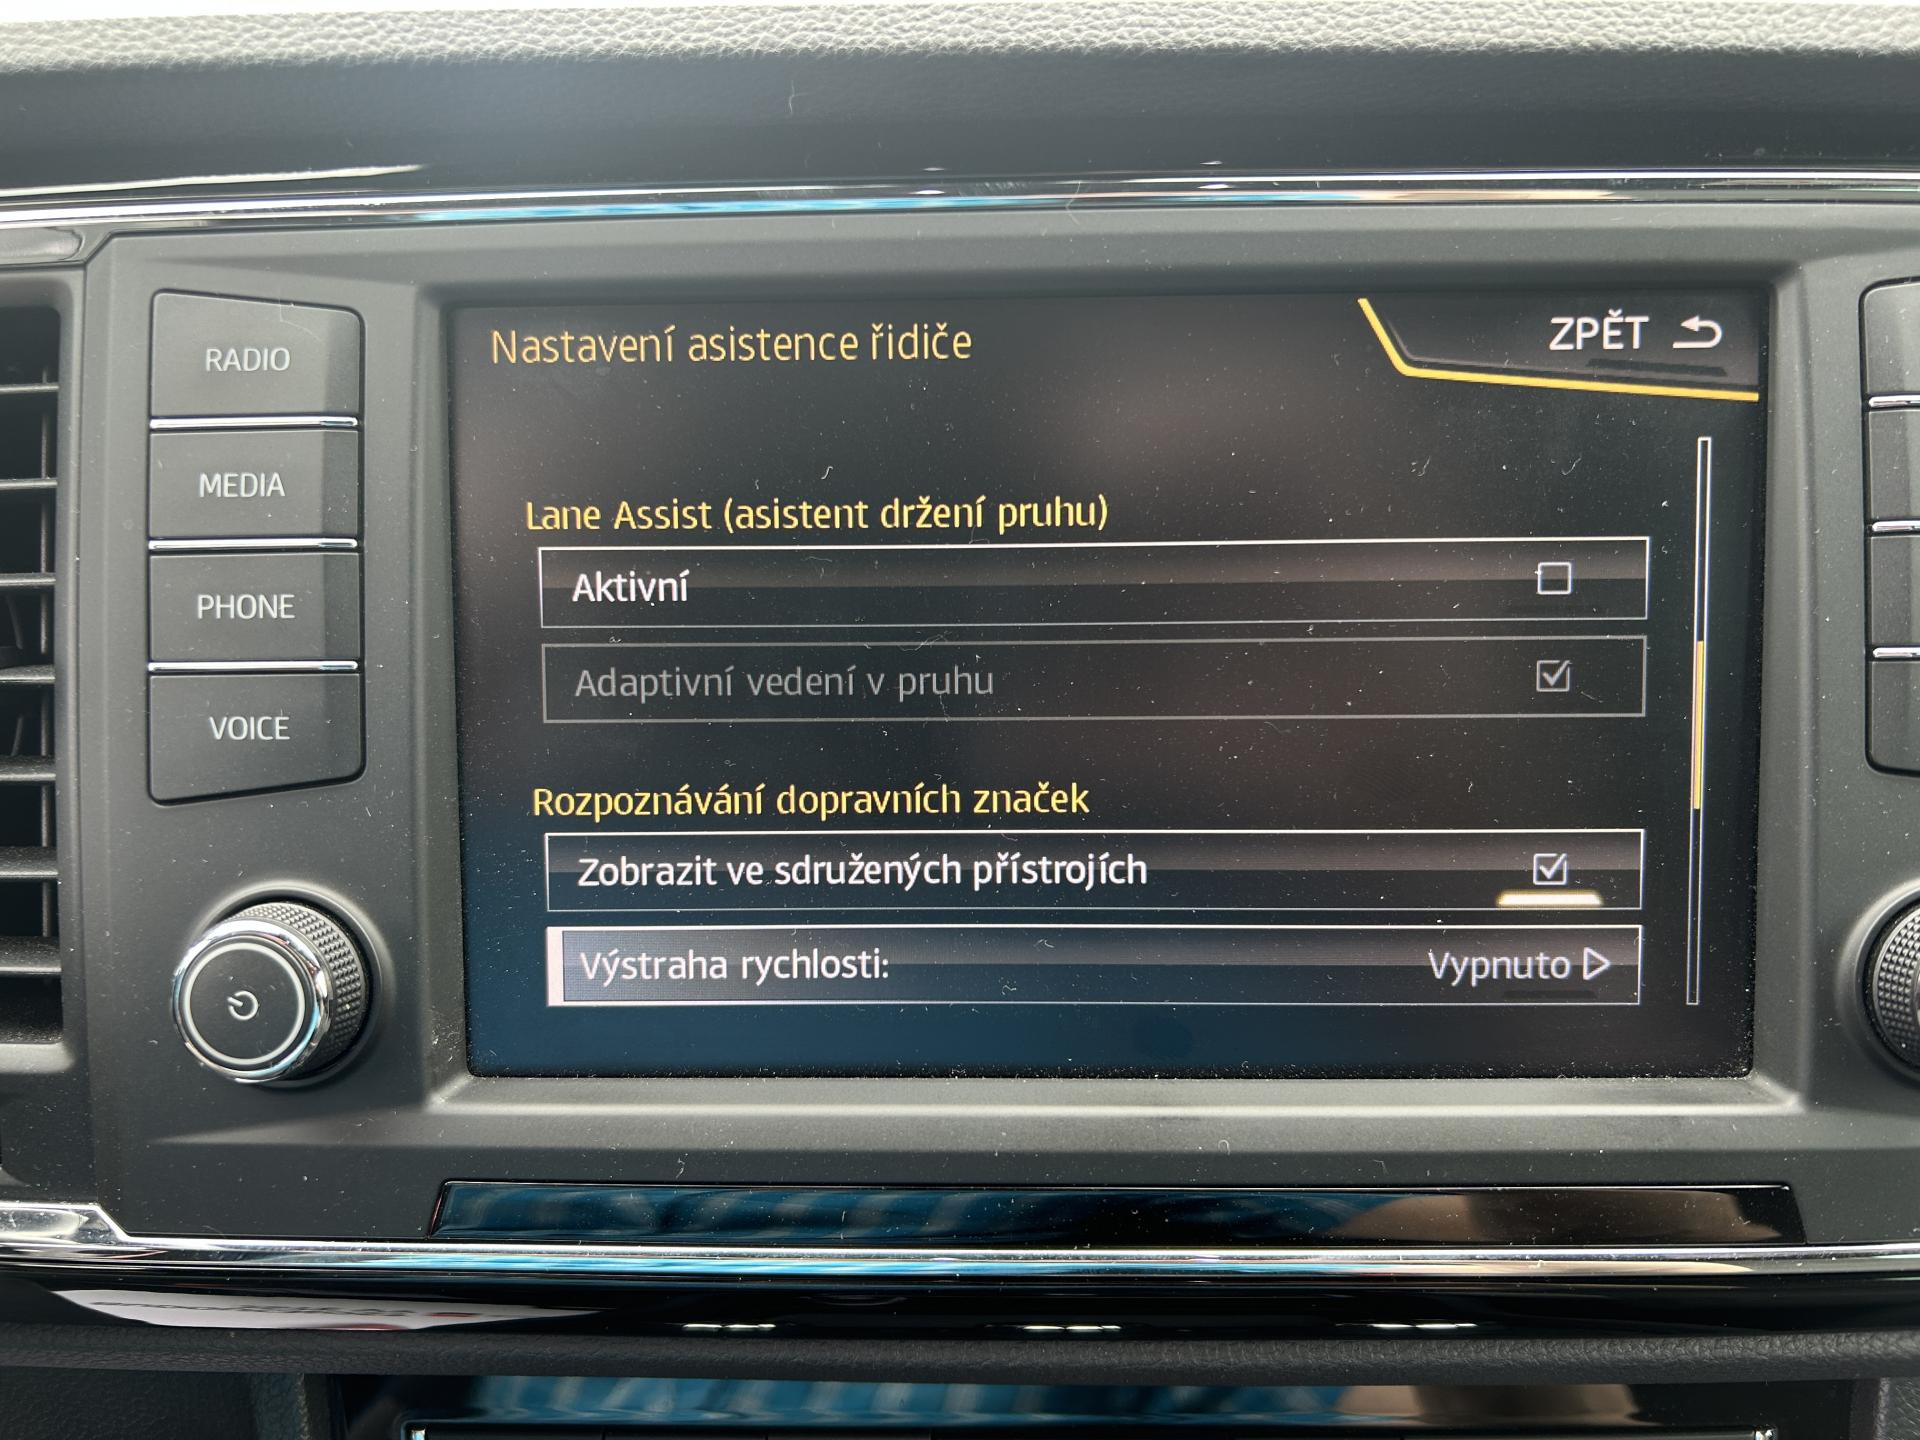 RADIO
MEDIA
PHONE
VOICE
Nastavení asistence řidiče
ZPĚT
Lane Assist (asistent držení pruhu)
Aktivní
Adaptivní vedení v pruhu
Rozpoznávání dopravních značek
Zobrazit ve sdružených přístrojích
Výstraha rychlosti: Vypnuto